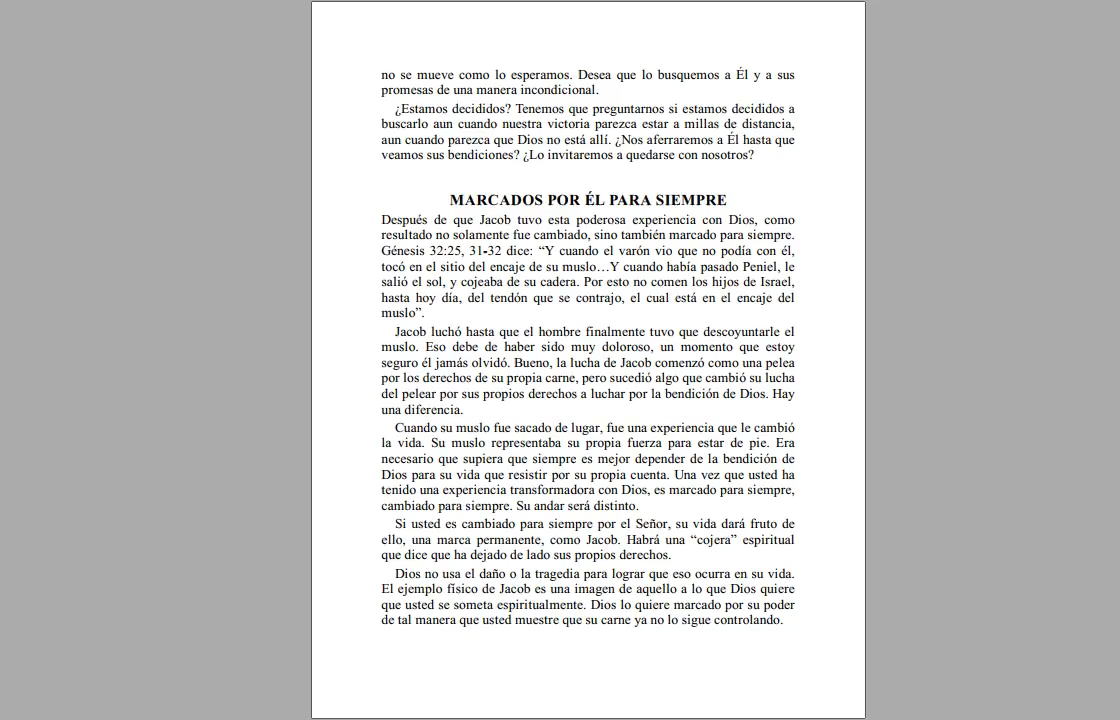 no se mueve como lo esperamos. Desea que lo busquemos a Él y a sus
promesas de una manera incondicional.
¿Estamos decididos? Tenemos que preguntarnos si estamos decididos a
buscarlo aun cuando nuestra victoria parezca estar a millas de distancia,
aun cuando parezca que Dios no está allí. ¿Nos aferraremos a Él hasta que
veamos sus bendiciones? ¿Lo invitaremos a quedarse con nosotros?
MARCADOS POR ÉL PARA SIEMPRE
Después de que Jacob tuvo esta poderosa experiencia con Dios, como
resultado no solamente fue cambiado, sino también marcado para siempre.
Génesis 32:25, 31-32 dice: “Y cuando el varón vio que no podía con él,
tocó en el sitio del encaje de su muslo…Y cuando había pasado Peniel, le
salió el sol, y cojeaba de su cadera. Por esto no comen los hijos de Israel,
hasta hoy día, del tendón que se contrajo, el cual está en el encaje del
muslo”.
Jacob luchó hasta que el hombre finalmente tuvo que descoyuntarle el
muslo. Eso debe de haber sido muy doloroso, un momento que estoy
seguro él jamás olvidó. Bueno, la lucha de Jacob comenzó como una pelea
por los derechos de su propia carne, pero sucedió algo que cambió su lucha
del pelear por sus propios derechos a luchar por la bendición de Dios. Hay
una diferencia.
Cuando su muslo fue sacado de lugar, fue una experiencia que le cambió
la vida. Su muslo representaba su propia fuerza para estar de pie. Era
necesario que supiera que siempre es mejor depender de la bendición de
Dios para su vida que resistir por su propia cuenta. Una vez que usted ha
tenido una experiencia transformadora con Dios, es marcado para siempre,
cambiado para siempre. Su andar será distinto.
Si usted es cambiado para siempre por el Señor, su vida dará fruto de
ello, una marca permanente, como Jacob. Habrá una “cojera” espiritual
que dice que ha dejado de lado sus propios derechos.
Dios no usa el daño o la tragedia para lograr que eso ocurra en su vida.
El ejemplo físico de Jacob es una imagen de aquello a lo que Dios quiere
que usted se someta espiritualmente. Dios lo quiere marcado por su poder
de tal manera que usted muestre que su carne ya no lo sigue controlando.